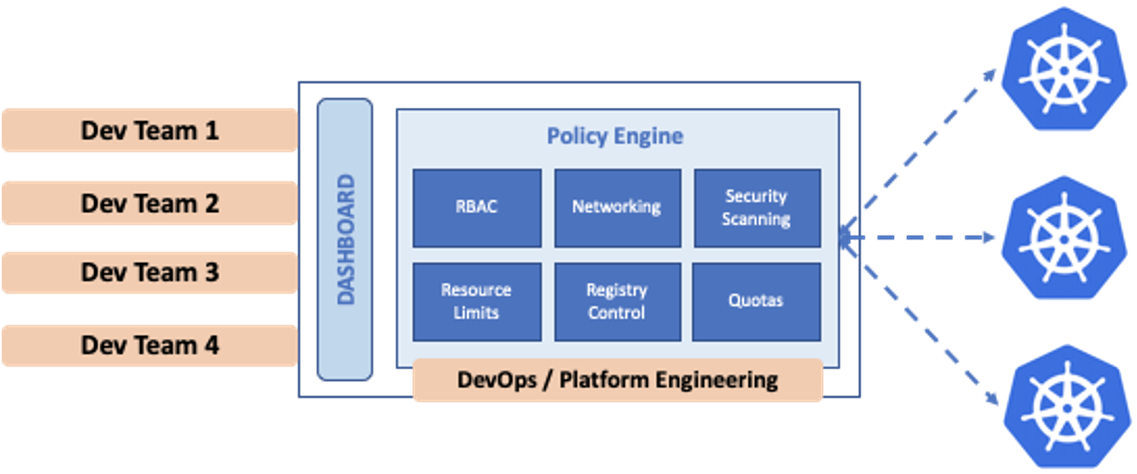 Dev Team 1
Dev Team 2
Dev Team 3
Dev Team 4
DASHBOARD
Policy Engine
RBAC
Networking
Security
Scanning
Resource
Limits
Registry
Control
Quotas
DevOps / Platform Engineering